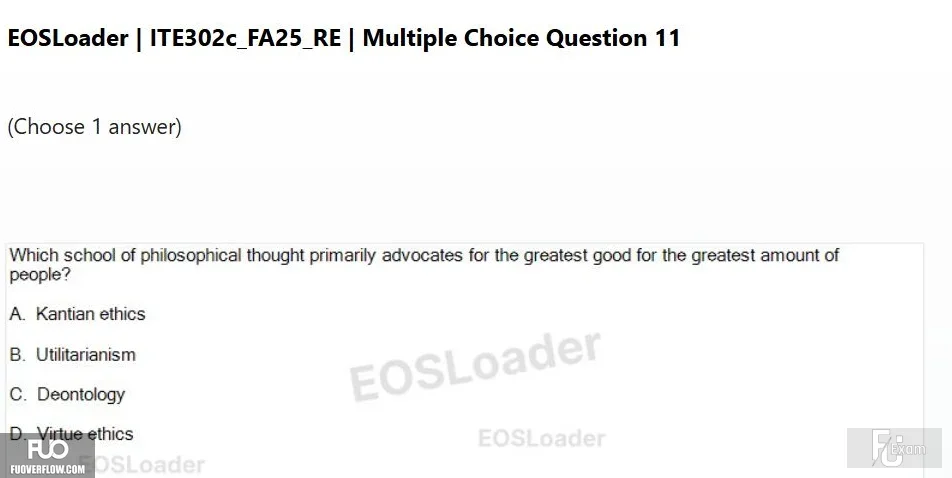 EOSLoader | ITE302c_FA25_RE | Multiple Choice Question 11
(Choose 1 answer)
Which school of philosophical thought primarily advocates for the greatest good for the greatest amount of
people?
A. Kantian ethics
B. Utilitarianism
EOSLoader
C. Deontology
D. Virtue ethics
EOSLoader
FUO
FUOVERFLOW.COM
EOSLoader
Exam